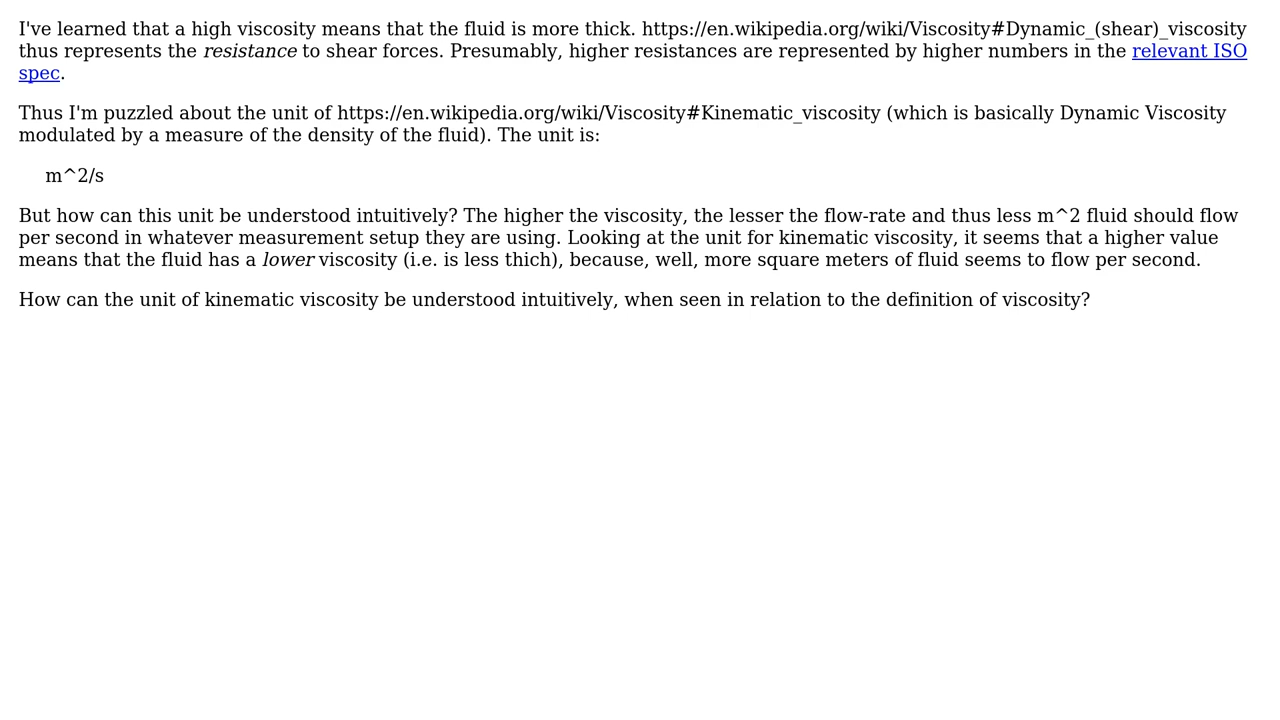 I've learned that a high viscosity means that the fluid is more thick. https://en.wikipedia.org/wiki/Viscosity#Dynamic_(shear)_viscosity
thus represents the resistance to shear forces. Presumably, higher resistances are represented by higher numbers in the relevant ISO
spec.
Thus I'm puzzled about the unit of https://en.wikipedia.org/wiki/Viscosity#Kinematic_viscosity (which is basically Dynamic Viscosity
modulated by a measure of the density of the fluid). The unit is:
m^2/s
But how can this unit be understood intuitively? The higher the viscosity, the lesser the flow-rate and thus less m^2 fluid should flow
per second in whatever measurement setup they are using. Looking at the unit for kinematic viscosity, it seems that a higher value
means that the fluid has a lower viscosity (i.e. is less thich), because, well, more square meters of fluid seems to flow per second.
How can the unit of kinematic viscosity be understood intuitively, when seen in relation to the definition of viscosity?